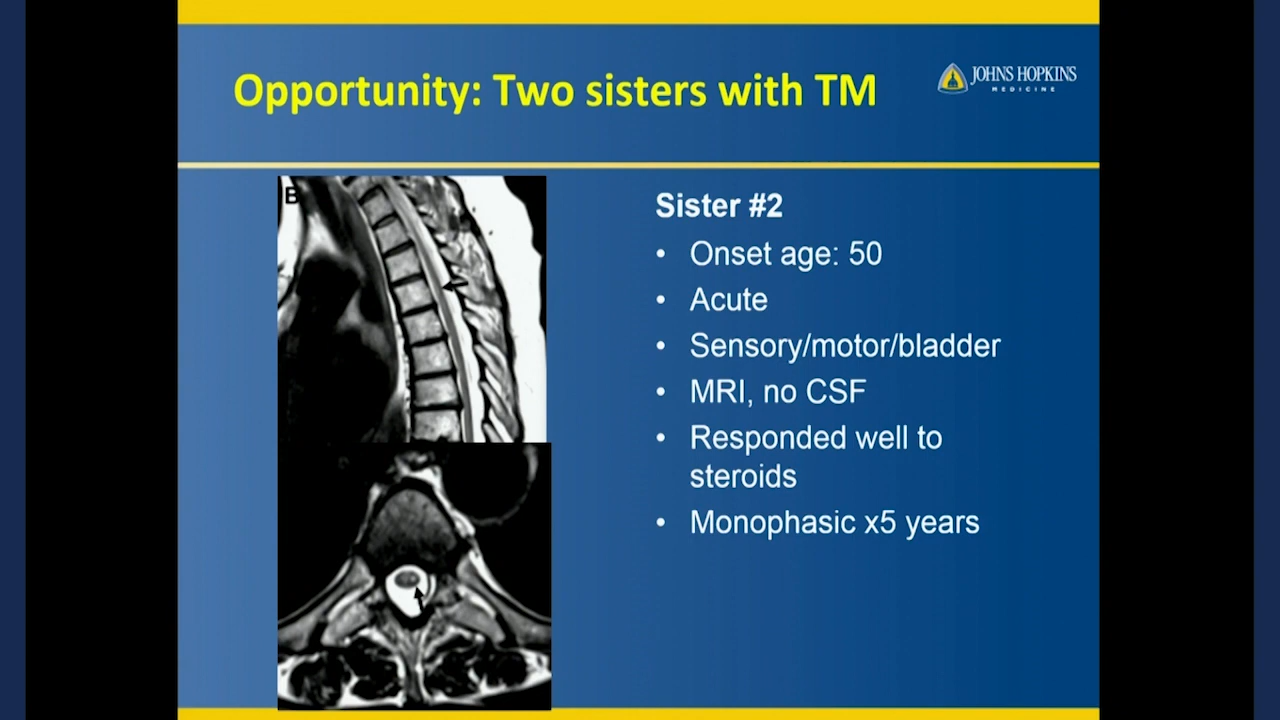 Opportunity: Two sisters with TM
JOHNS HOPKINS
MEDICINE
B
Sister #2
• Onset age: 50
• Acute
• Sensory/motor/bladder
• MRI, no CSF
• Responded well to
steroids
• Monophasic x5 years